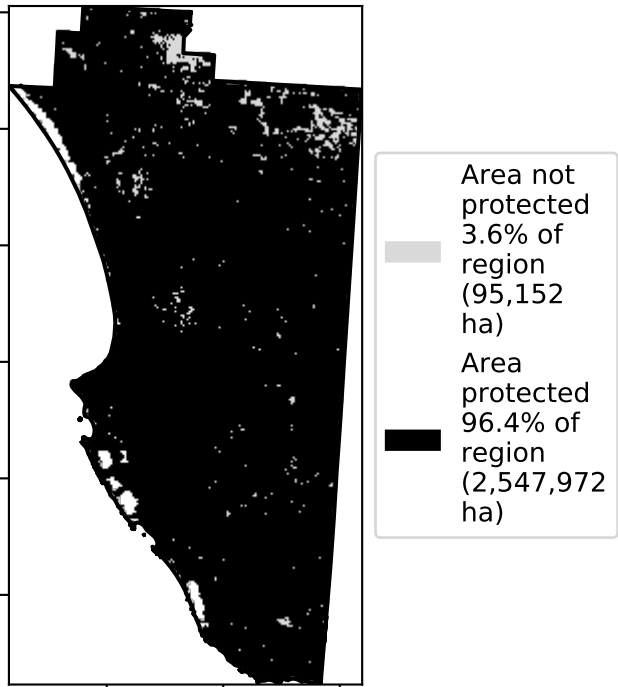 Area not
protected
3.6% of
region
(95,152
ha)
Area
protected
96.4% of
region
(2,547,972
ha)